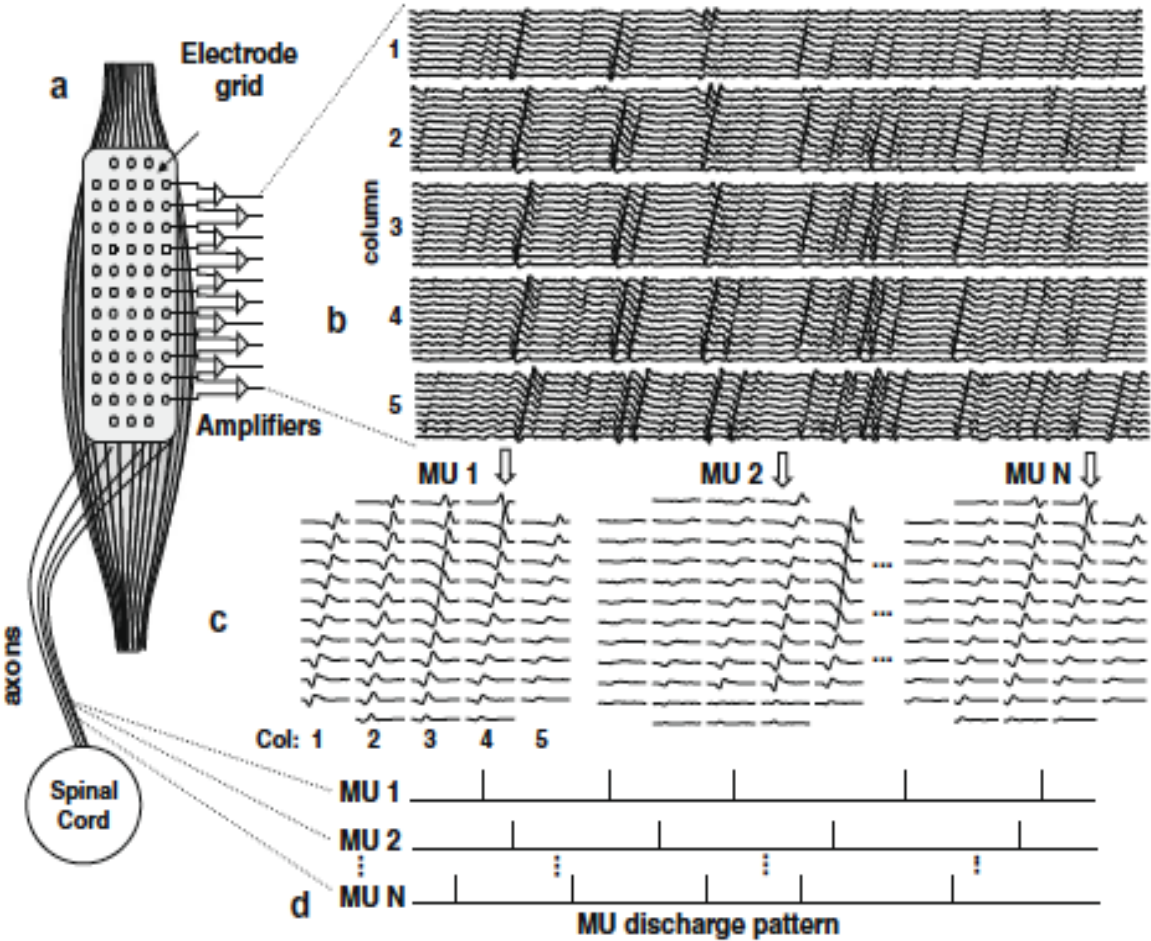 a
Electrode
grid
Amplifiers
axons
Spinal
Cord
b
column
1
2
3
4
5
MU 1
MU 2
MU N
c
...
...
...
Col: 1 2 3 4 5
d
MU 1
MU 2
MU N
MU discharge pattern